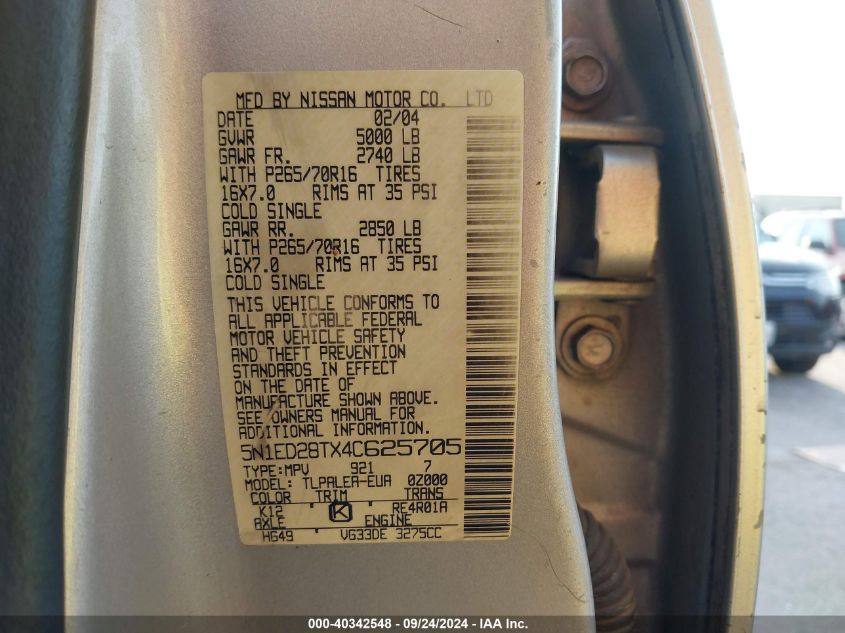 MFD BY NISSAN MOTOR CO. LTD
DATE 02/04
GVWR 5000 LB
GAWR FR. 2740 LB
WITH P265/70R16 TIRES
16X7.0 RIMS AT 35 PSI
COLD SINGLE
GAWR RR. 2850 LB
WITH P265/70R16 TIRES
16X7.0 RIMS AT 35 PSI
COLD SINGLE
THIS VEHICLE CONFORMS TO
ALL APPLICABLE FEDERAL
MOTOR VEHICLE SAFETY
AND THEFT PREVENTION
STANDARDS IN EFFECT
ON THE DATE OF
MANUFACTURE SHOWN ABOVE.
SEE OWNERS MANUAL FOR
ADDITIONAL INFORMATION.
5N1ED28TX4C625705
TYPE:MPV 921 7
MODEL: TLPALEA-EUA 0Z000
COLOR TRIM TRANS
K12 K RE4R01A
AXLE ENGINE
HG49 VG33DE 3275CC
000-40342548 - 09/24/2024 - IAA Inc.